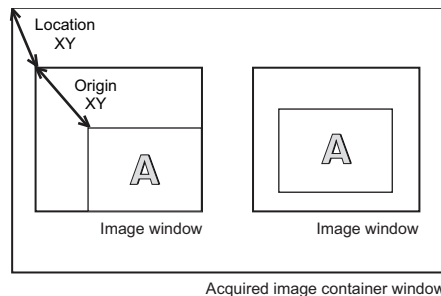 Location
XY
Origin
XY
A
A
Image window
Image window
Acquired image container window